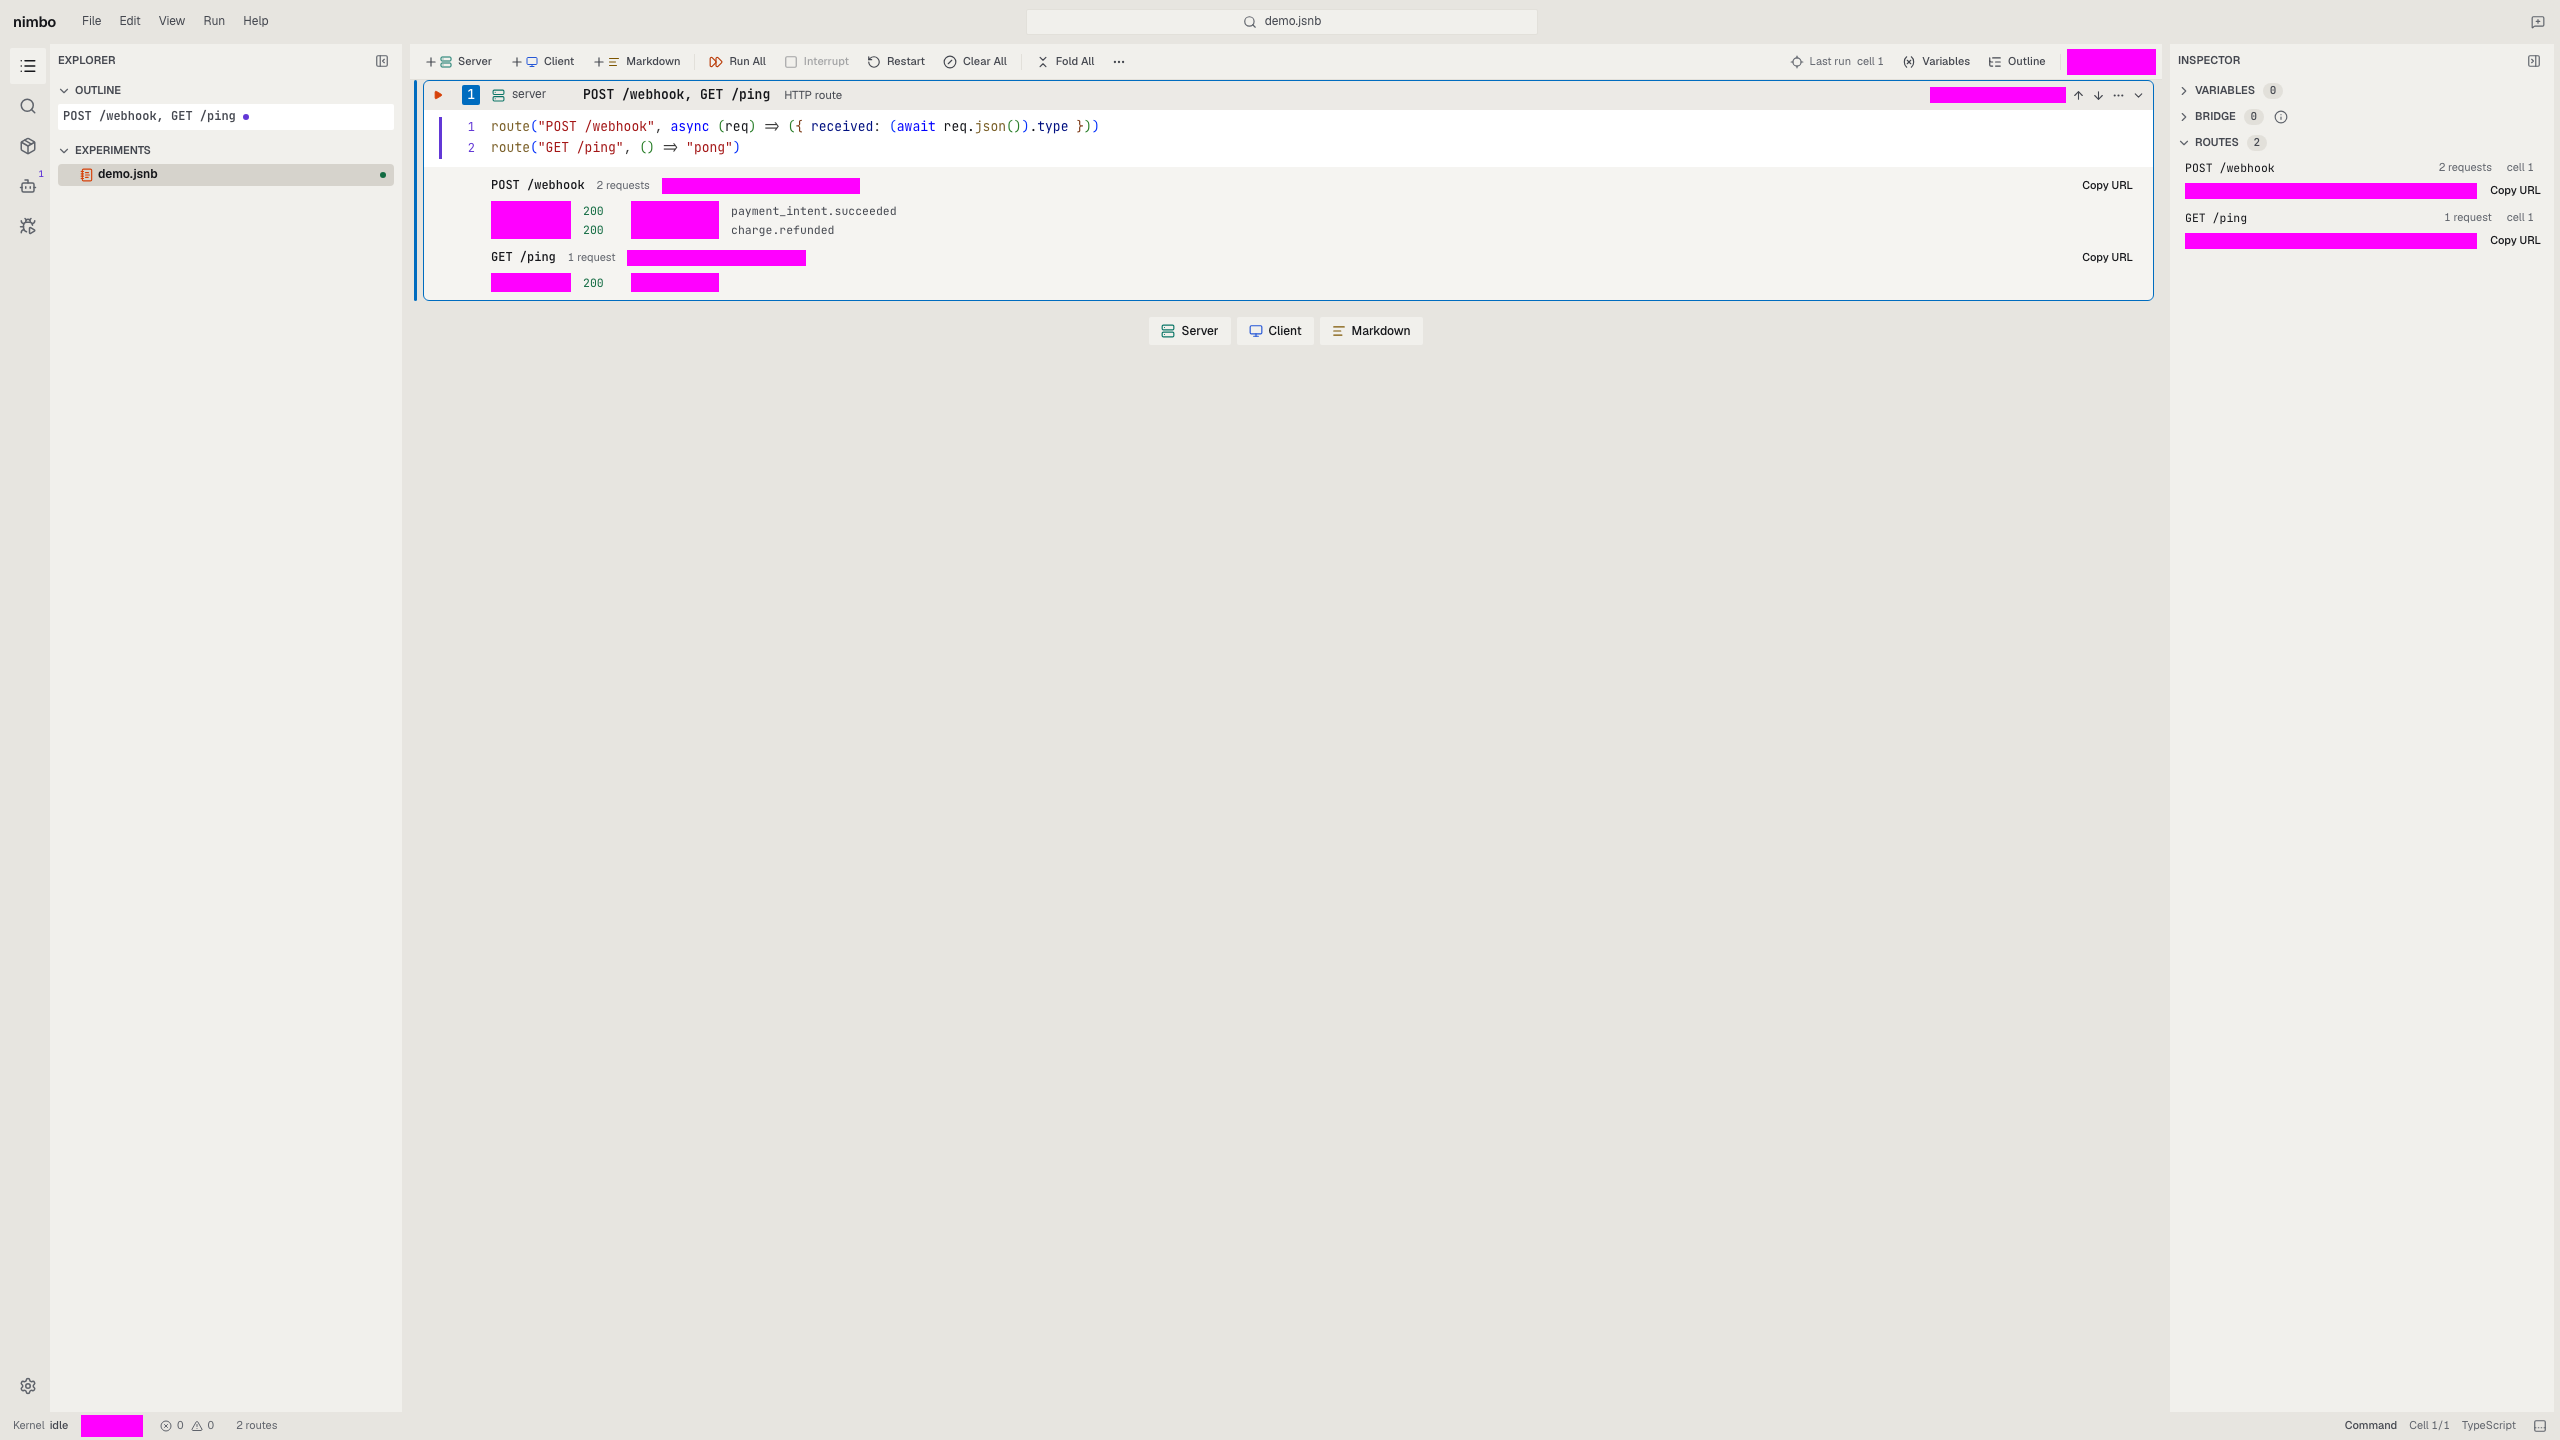 nimbo File Edit View Run Help demo.jsnb
EXPLORER
OUTLINE
POST /webhook, GET /ping
EXPERIMENTS
demo.jsnb
1
Server Client Markdown Run All Interrupt Restart Clear All Fold All Last run cell 1 Variables Outline
1 server POST /webhook, GET /ping HTTP route
1 route("POST /webhook", async (req) => ({ received: (await req.json()).type }))
2 route("GET /ping", () => "pong")
POST /webhook 2 requests Copy URL
200 payment_intent.succeeded
200 charge.refunded
GET /ping 1 request Copy URL
200
Server Client Markdown
INSPECTOR
VARIABLES 0
BRIDGE 0
ROUTES 2
POST /webhook 2 requests cell 1
Copy URL
GET /ping 1 request cell 1
Copy URL
Kernel idle 0 0 2 routes Command Cell 1/1 TypeScript